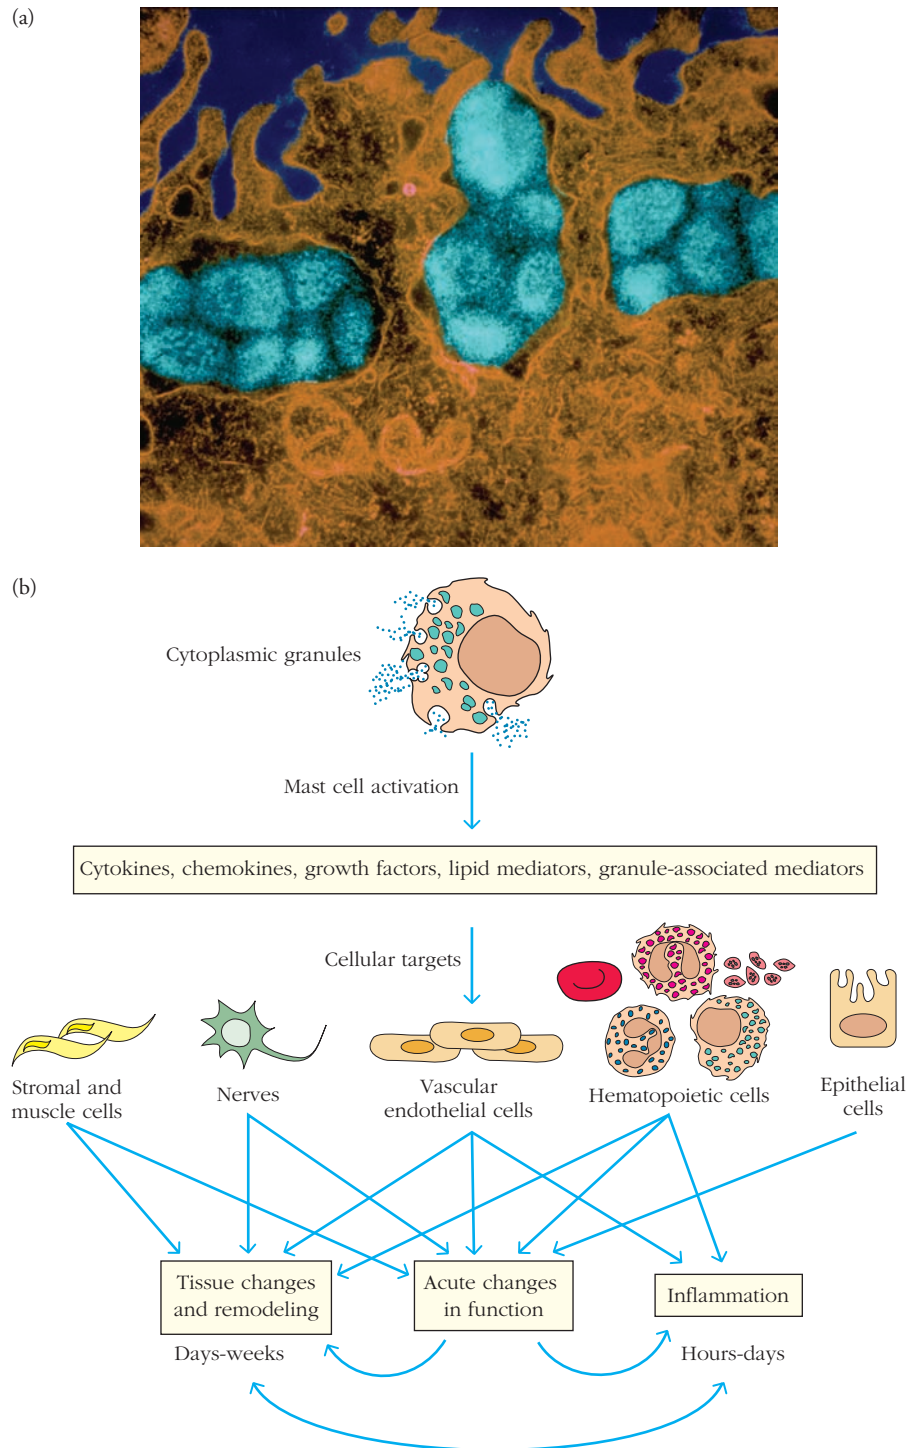 (a)
(b)
Cytoplasmic granules
Mast cell activation
Cytokines, chemokines, growth factors, lipid mediators, granule-associated mediators
Cellular targets
Stromal and
muscle cells
Nerves
Vascular
endothelial cells
Hematopoietic cells
Epithelial
cells
Tissue changes
and remodeling
Acute changes
in function
Inflammation
Days-weeks
Hours-days